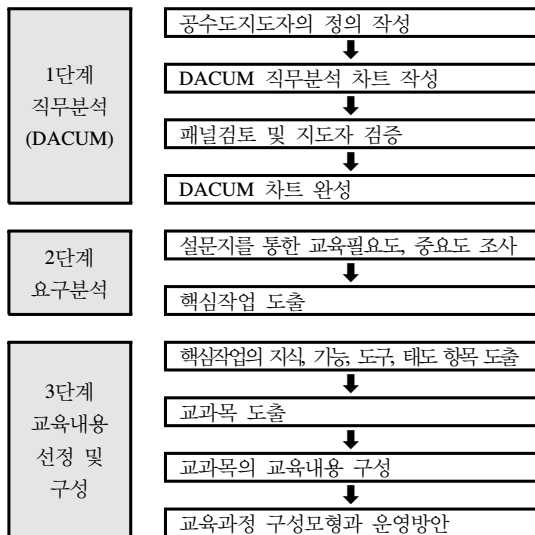 1단계
직무분석
(DACUM)
공수도지도자의 정의 작성
DACUM 직무분석 차트 작성
패널검토 및 지도자 검증
DACUM 차트 완성
2단계
요구분석
설문지를 통한 교육필요도, 중요도 조사
핵심작업 도출
3단계
교육내용
선정 및
구성
핵심작업의 지식, 기능, 도구, 태도 항목 도출
교과목 도출
교과목의 교육내용 구성
교육과정 구성모형과 운영방안